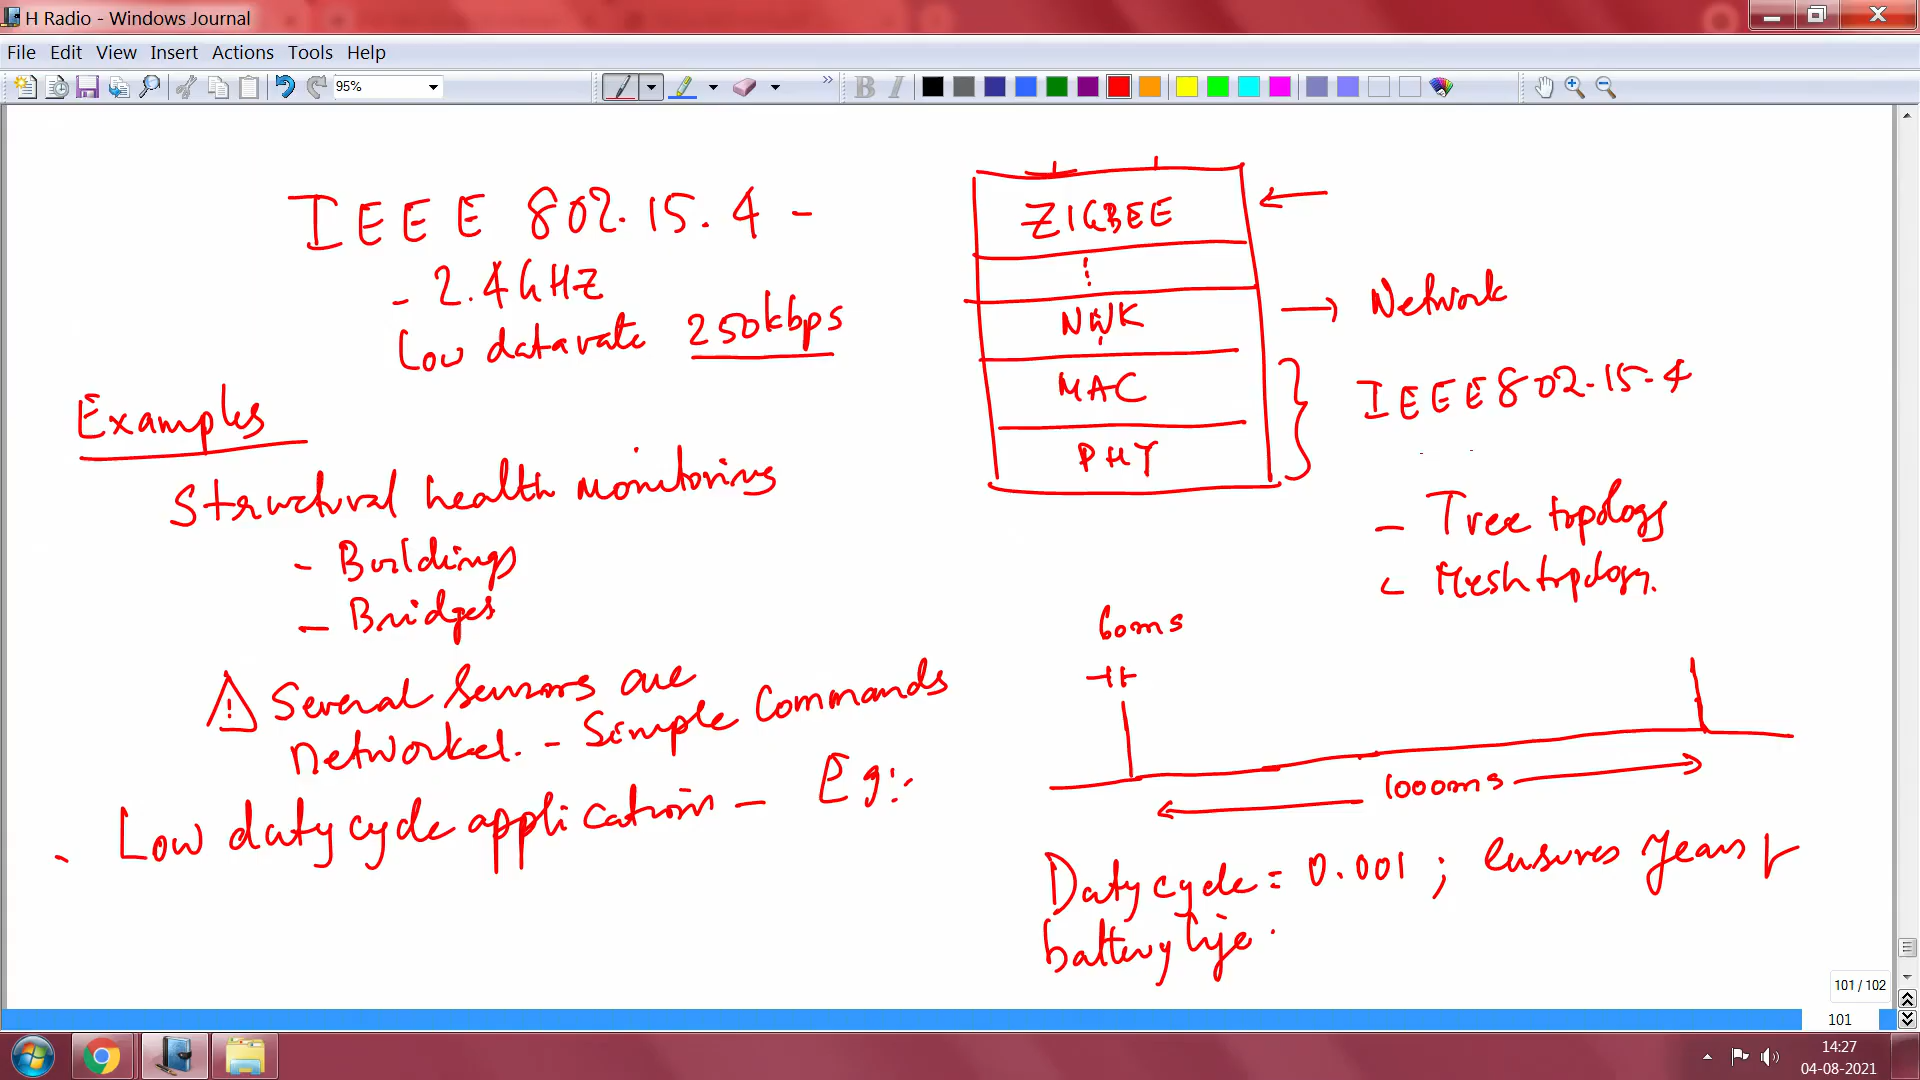 H Radio - Windows Journal
File Edit View Insert Actions Tools Help
95%
B I
IEEE 802.15.4 -
- 2.4GHZ
Low datarate 250kbps
Examples
Structural health monitoring
- Buildings
- Bridges
! Several sensors are
networked. - Simple Commands
Low duty cycle application - Eg:-
ZIGBEE
NWK
MAC
PHY
Network
IEEE 802.15.4
- Tree topology
- Mesh topology.
60ms
1000ms
Duty cycle = 0.001 ; ensures years of
battery life.
101 / 102
101
14:27
04-08-2021